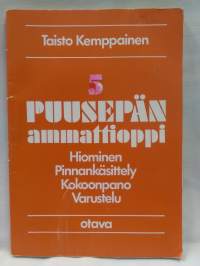 Taisto Kemppainen
5
PUUSEPÄN
ammattioppi
Hiominen
Pinnankäsittely
Kokoonpano
Varustelu
otava